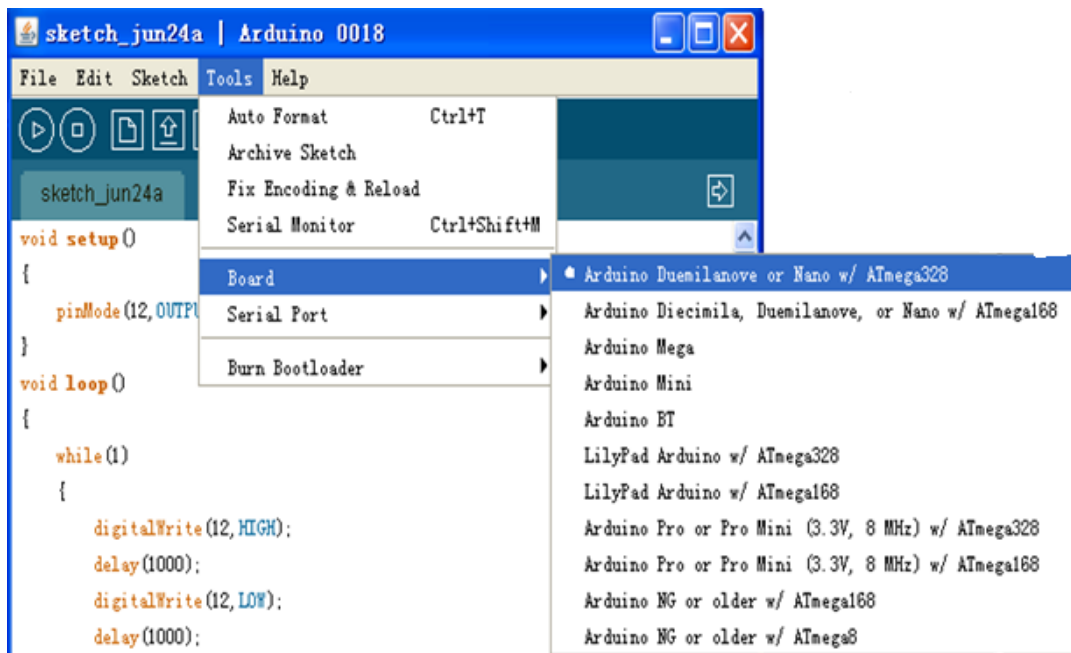 sketch_jun24a | Arduino 0018
File Edit Sketch Tools Help
Auto Format Ctrl+T
Archive Sketch
Fix Encoding & Reload
Serial Monitor Ctrl+Shift+M
Board
Serial Port
Burn Bootloader
Arduino Duemilanove or Nano w/ ATmega328
Arduino Diecimila, Duemilanove, or Nano w/ ATmega168
Arduino Mega
Arduino Mini
Arduino BT
LilyPad Arduino w/ ATmega328
LilyPad Arduino w/ ATmega168
Arduino Pro or Pro Mini (3.3V, 8 MHz) w/ ATmega328
Arduino Pro or Pro Mini (3.3V, 8 MHz) w/ ATmega168
Arduino NG or older w/ ATmega168
Arduino NG or older w/ ATmega8
sketch_jun24a
void setup()
{
pinMode(12,OUTPU
}
void loop()
{
while(1)
{
digitalWrite(12,HIGH);
delay(1000);
digitalWrite(12,LOW);
delay(1000);